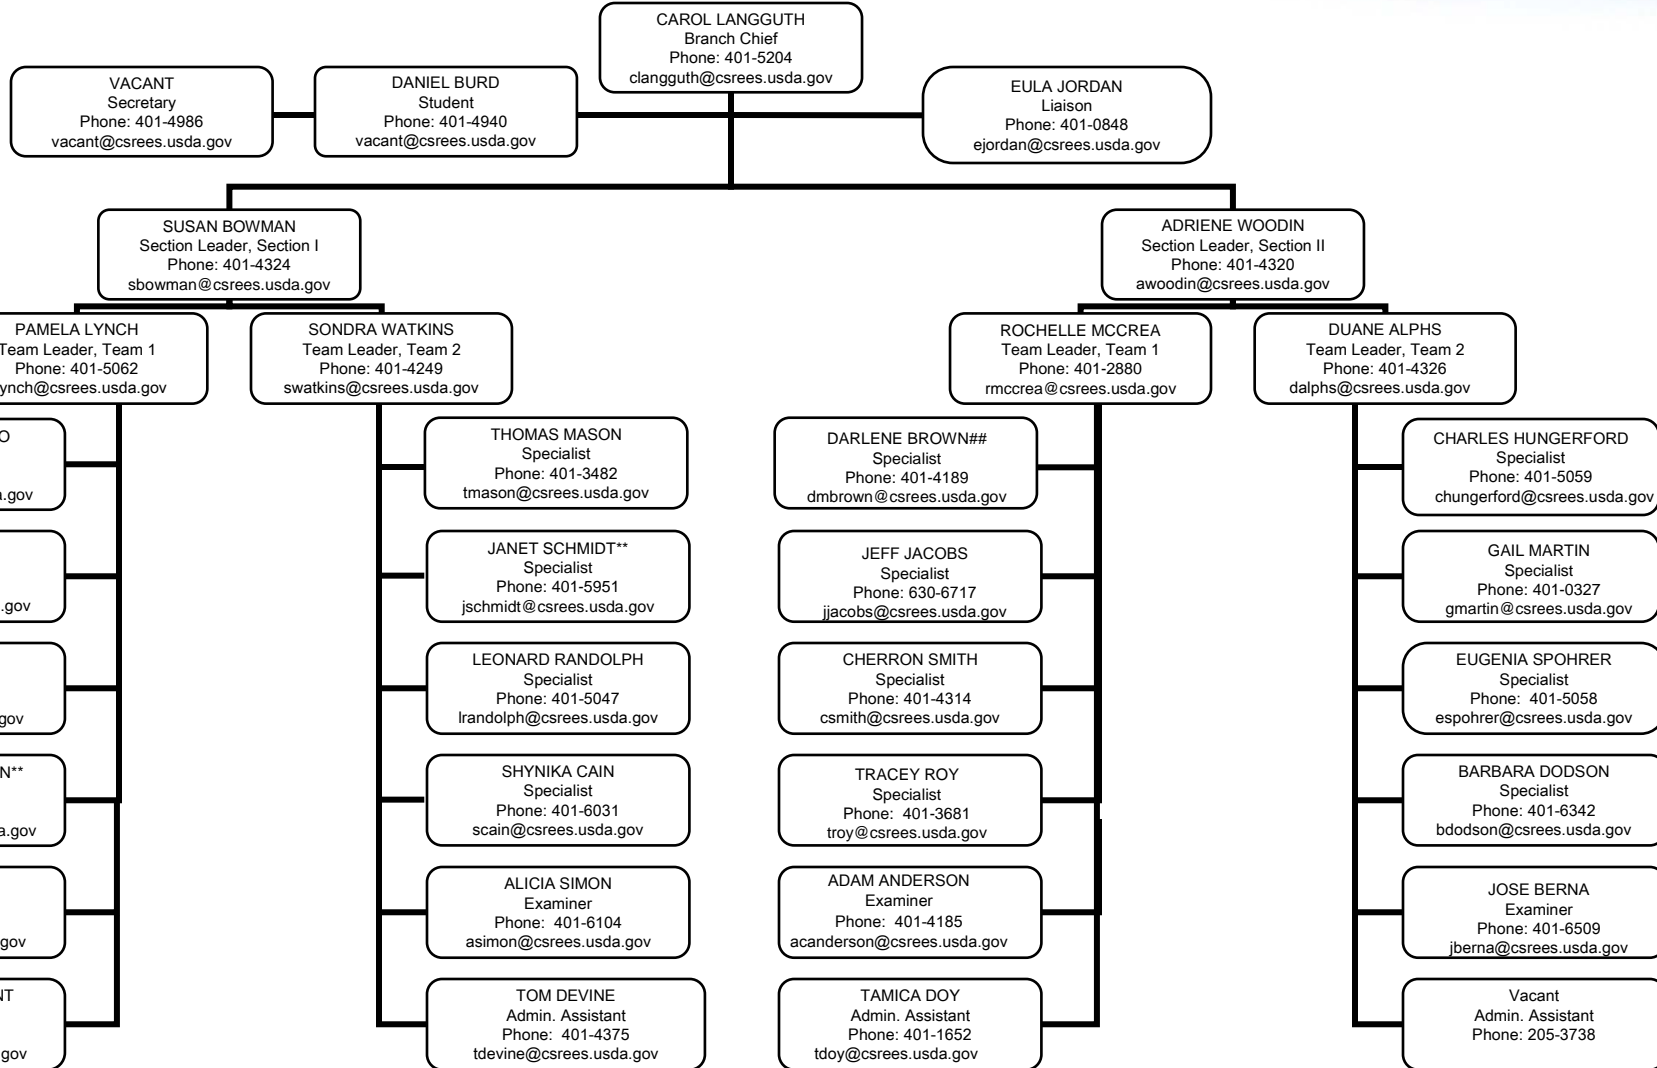 CAROL LANGGUTH
Branch Chief
Phone: 401-5204
clangguth@csrees.usda.gov
VACANT
Secretary
Phone: 401-4986
vacant@csrees.usda.gov
DANIEL BURD
Student
Phone: 401-4940
vacant@csrees.usda.gov
EULA JORDAN
Liaison
Phone: 401-0848
ejordan@csrees.usda.gov
SUSAN BOWMAN
Section Leader, Section I
Phone: 401-4324
sbowman@csrees.usda.gov
ADRIENE WOODIN
Section Leader, Section II
Phone: 401-4320
awoodin@csrees.usda.gov
PAMELA LYNCH
Team Leader, Team 1
Phone: 401-5062
ynch@csrees.usda.gov
SONDRA WATKINS
Team Leader, Team 2
Phone: 401-4249
swatkins@csrees.usda.gov
ROCHELLE MCCREA
Team Leader, Team 1
Phone: 401-2880
rmccrea@csrees.usda.gov
DUANE ALPHS
Team Leader, Team 2
Phone: 401-4326
dalphs@csrees.usda.gov
O
a.gov
.gov
gov
N**
a.gov
gov
NT
gov
THOMAS MASON
Specialist
Phone: 401-3482
tmason@csrees.usda.gov
JANET SCHMIDT**
Specialist
Phone: 401-5951
jschmidt@csrees.usda.gov
LEONARD RANDOLPH
Specialist
Phone: 401-5047
lrandolph@csrees.usda.gov
SHYNIKA CAIN
Specialist
Phone: 401-6031
scain@csrees.usda.gov
ALICIA SIMON
Examiner
Phone: 401-6104
asimon@csrees.usda.gov
TOM DEVINE
Admin. Assistant
Phone: 401-4375
tdevine@csrees.usda.gov
DARLENE BROWN##
Specialist
Phone: 401-4189
dmbrown@csrees.usda.gov
JEFF JACOBS
Specialist
Phone: 630-6717
jjacobs@csrees.usda.gov
CHERRON SMITH
Specialist
Phone: 401-4314
csmith@csrees.usda.gov
TRACEY ROY
Specialist
Phone: 401-3681
troy@csrees.usda.gov
ADAM ANDERSON
Examiner
Phone: 401-4185
acanderson@csrees.usda.gov
TAMICA DOY
Admin. Assistant
Phone: 401-1652
tdoy@csrees.usda.gov
CHARLES HUNGERFORD
Specialist
Phone: 401-5059
chungerford@csrees.usda.gov
GAIL MARTIN
Specialist
Phone: 401-0327
gmartin@csrees.usda.gov
EUGENIA SPOHRER
Specialist
Phone: 401-5058
espohrer@csrees.usda.gov
BARBARA DODSON
Specialist
Phone: 401-6342
bdodson@csrees.usda.gov
JOSE BERNA
Examiner
Phone: 401-6509
jberna@csrees.usda.gov
Vacant
Admin. Assistant
Phone: 205-3738